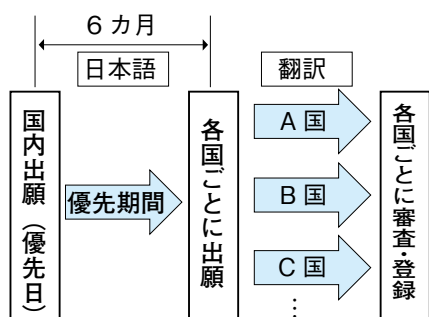 6カ月
日本語
翻訳
国内出願（優先日）
優先期間
各国ごとに出願
A国
B国
C国
⋮
各国ごとに審査・登録